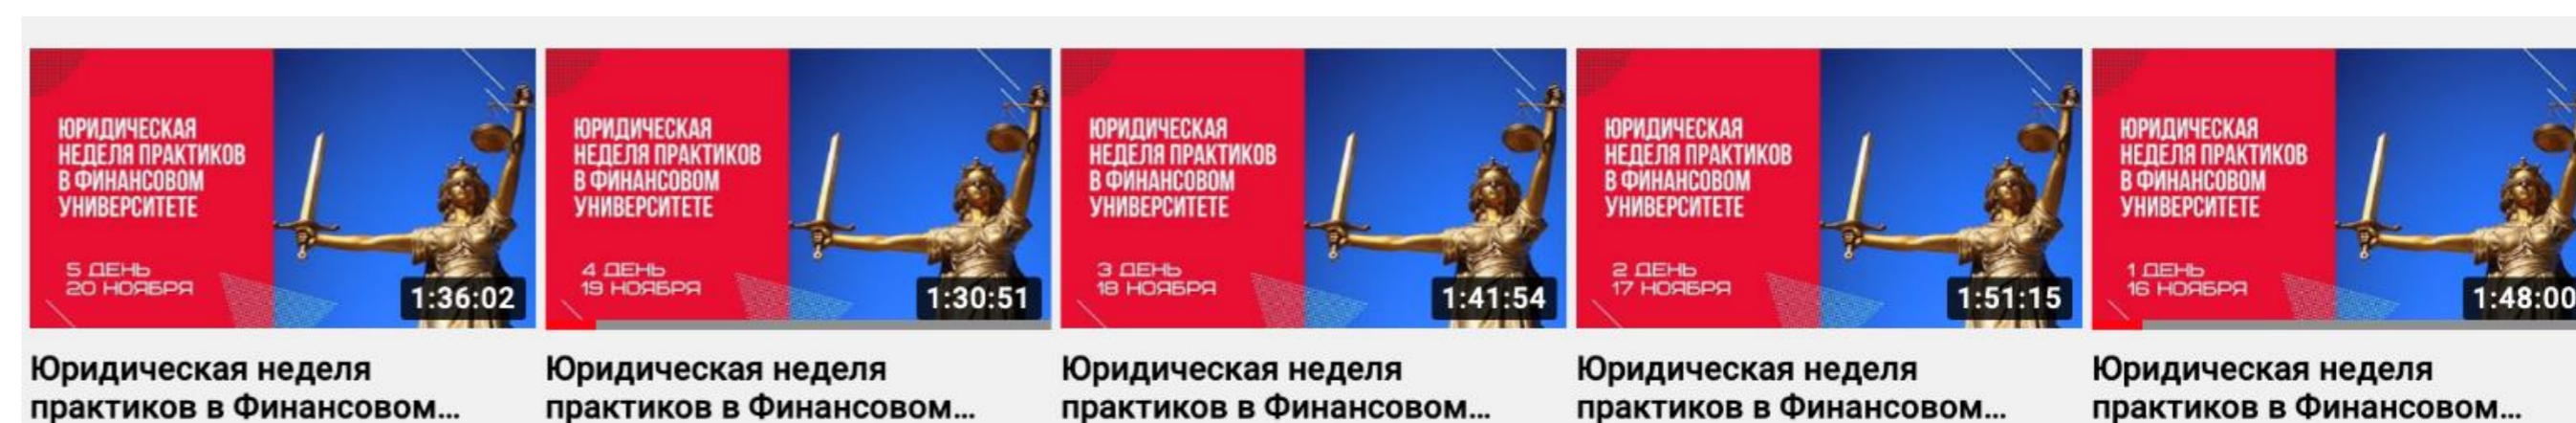 ЮРИДИЧЕСКАЯ
НЕДЕЛЯ ПРАКТИКОВ
В ФИНАНСОВОМ
УНИВЕРСИТЕТЕ
5 ДЕНЬ
20 НОЯБРЯ
1:36:02
Юридическая неделя
практиков в Финансовом...
ЮРИДИЧЕСКАЯ
НЕДЕЛЯ ПРАКТИКОВ
В ФИНАНСОВОМ
УНИВЕРСИТЕТЕ
4 ДЕНЬ
19 НОЯБРЯ
1:30:51
Юридическая неделя
практиков в Финансовом...
ЮРИДИЧЕСКАЯ
НЕДЕЛЯ ПРАКТИКОВ
В ФИНАНСОВОМ
УНИВЕРСИТЕТЕ
3 ДЕНЬ
18 НОЯБРЯ
1:41:54
Юридическая неделя
практиков в Финансовом...
ЮРИДИЧЕСКАЯ
НЕДЕЛЯ ПРАКТИКОВ
В ФИНАНСОВОМ
УНИВЕРСИТЕТЕ
2 ДЕНЬ
17 НОЯБРЯ
1:51:15
Юридическая неделя
практиков в Финансовом...
ЮРИДИЧЕСКАЯ
НЕДЕЛЯ ПРАКТИКОВ
В ФИНАНСОВОМ
УНИВЕРСИТЕТЕ
1 ДЕНЬ
16 НОЯБРЯ
1:48:00
Юридическая неделя
практиков в Финансовом...